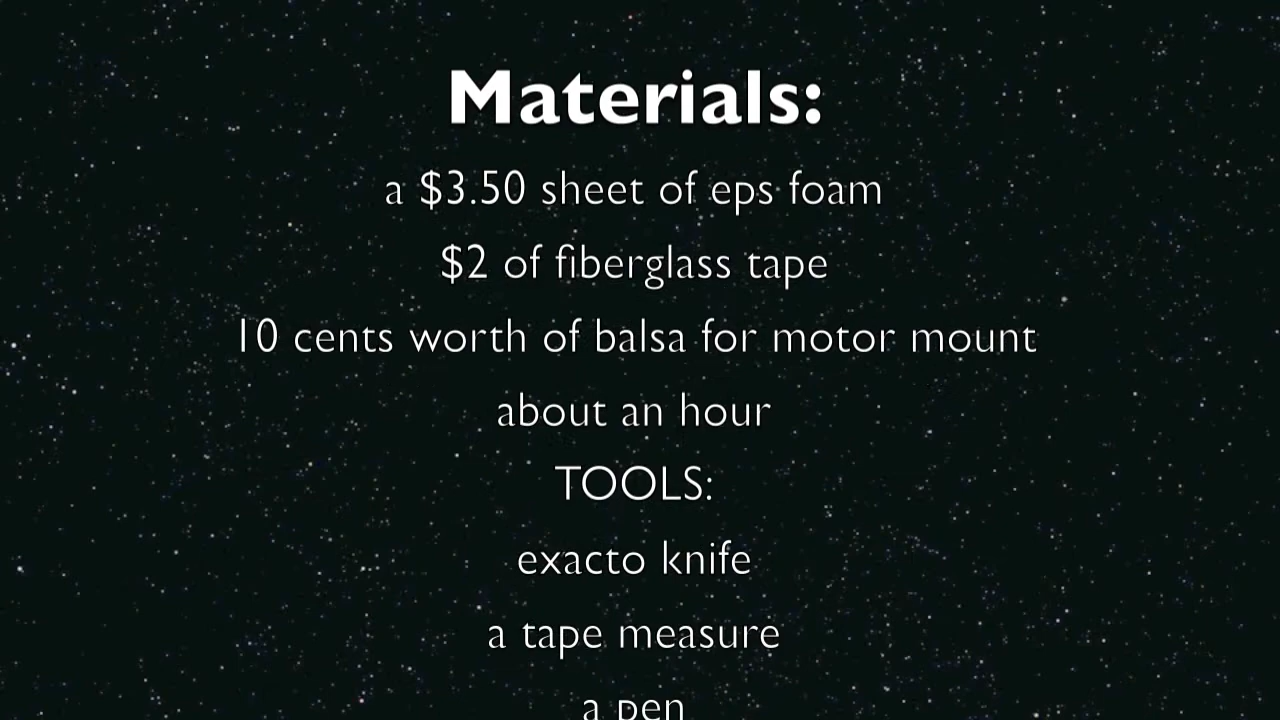 Materials:
a $3.50 sheet of eps foam
$2 of fiberglass tape
10 cents worth of balsa for motor mount
about an hour
TOOLS:
exacto knife
a tape measure
a pen